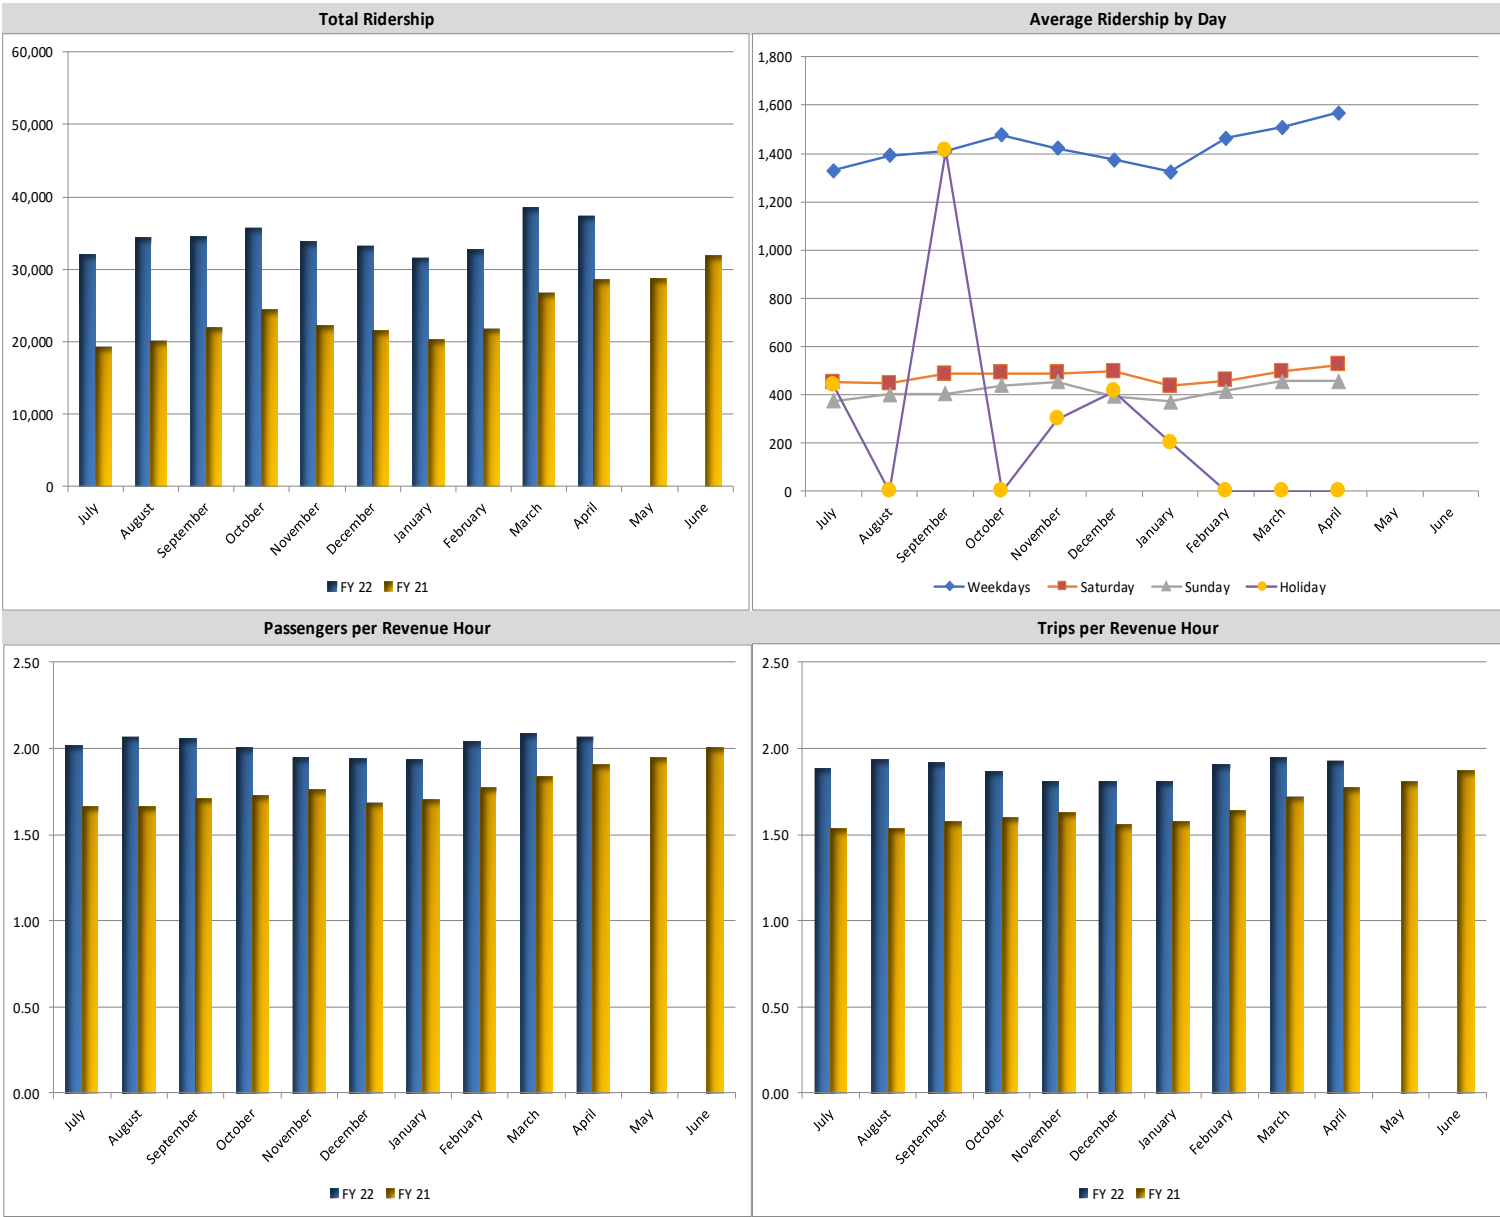 Total Ridership
60,000
50,000
40,000
30,000
20,000
10,000
0
July
August
September
October
November
December
January
February
March
April
May
June
FY 22
FY 21
Average Ridership by Day
1,800
1,600
1,400
1,200
1,000
800
600
400
200
0
July
August
September
October
November
December
January
February
March
April
May
June
Weekdays
Saturday
Sunday
Holiday
Passengers per Revenue Hour
2.50
2.00
1.50
1.00
0.50
0.00
July
August
September
October
November
December
January
February
March
April
May
June
FY 22
FY 21
Trips per Revenue Hour
2.50
2.00
1.50
1.00
0.50
0.00
July
August
September
October
November
December
January
February
March
April
May
June
FY 22
FY 21